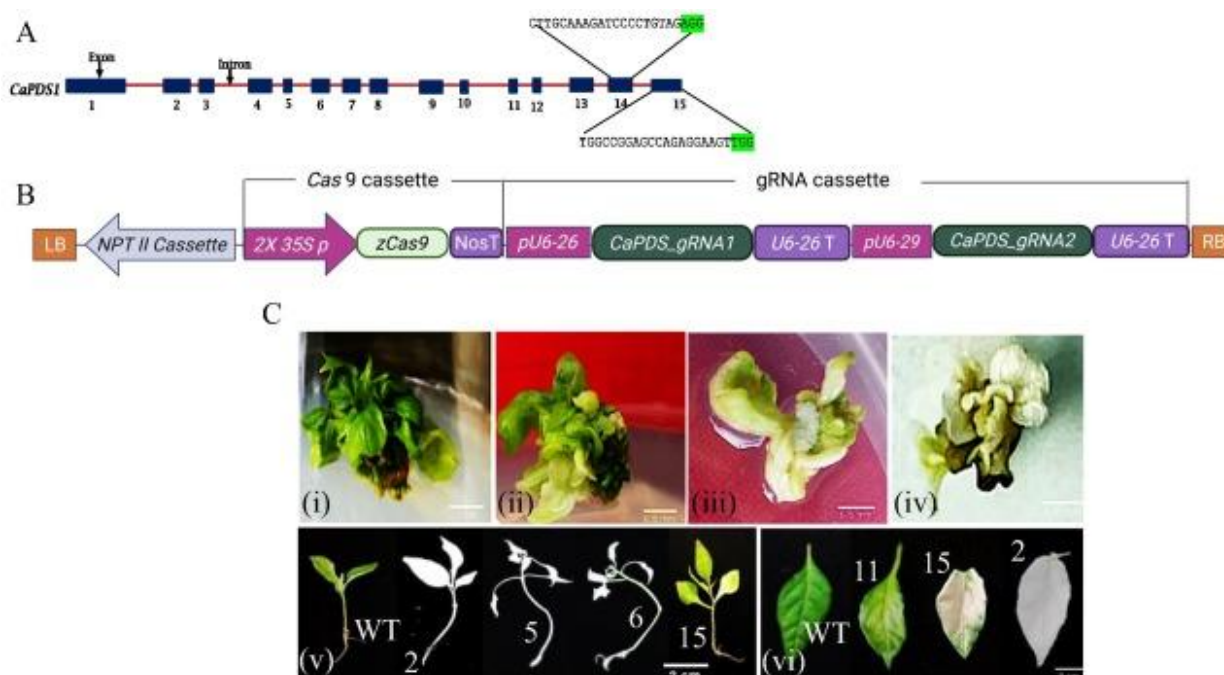 A
CTTGCAAAGATCCCCTGTAGAGG
Exon
Intron
CaPDS1
1 2 3 4 5 6 7 8 9 10 11 12 13 14 15
TGGCCGGAGCCAGAGGAAGTTGG
Cas 9 cassette gRNA cassette
B
LB NPT II Cassette 2X 35S p zCas9 NosT pU6-26 CaPDS_gRNA1 U6-26 T pU6-29 CaPDS_gRNA2 U6-26 T RB
C
(i) (ii) (iii) (iv)
WT 2 5 6 15
(v)
WT 11 15 2
(vi)